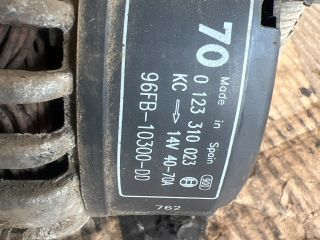 70
Made in Spain
0 123 310 023
KC → 14V 40-70A
96FB-10300-DD
762